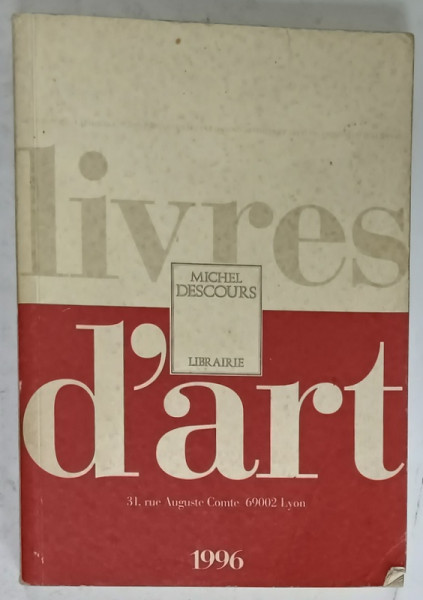 livres
MICHEL
DESCOURS
LIBRAIRIE
d'art
31, rue Auguste Comte 69002 Lyon
1996